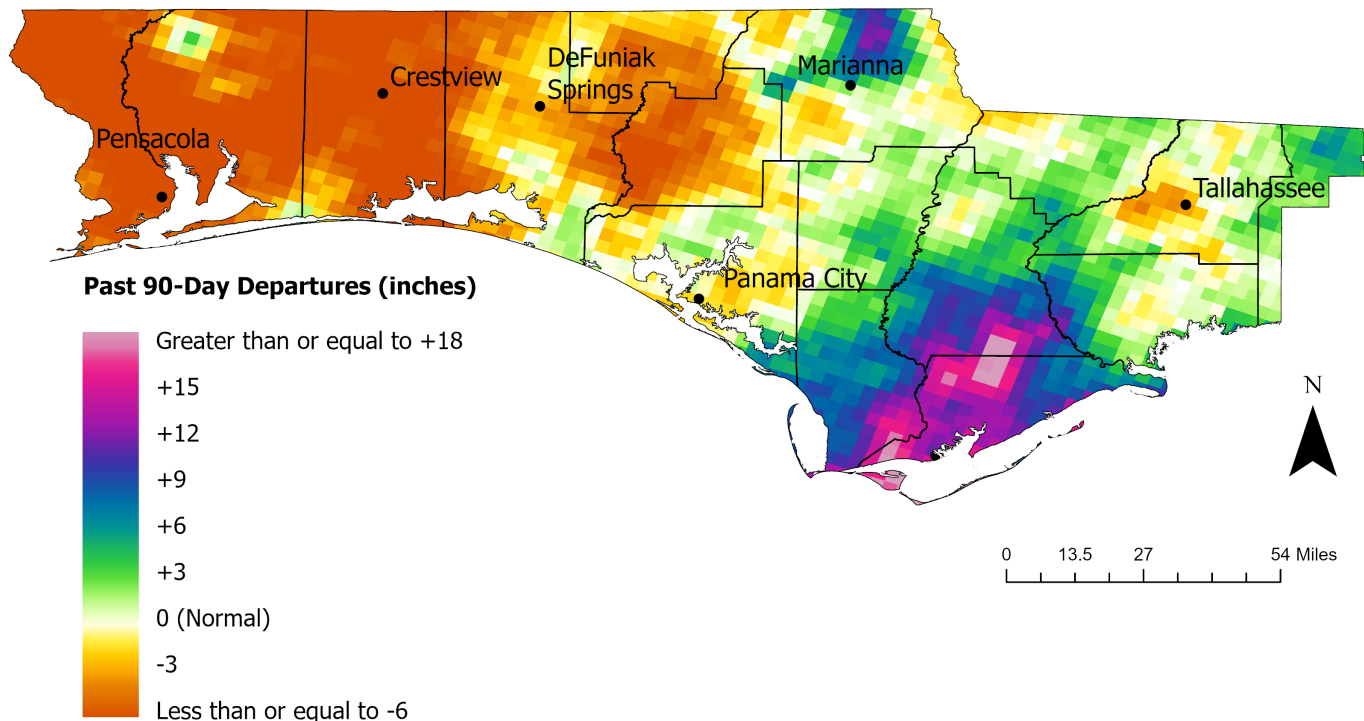 DeFuniak
Springs
Marianna
Crestview
Pensacola
Tallahassee
Panama City
Past 90-Day Departures (inches)
Greater than or equal to +18
+15
+12
+9
+6
+3
0 (Normal)
-3
Less than or equal to -6
N
0 13.5 27 54 Miles